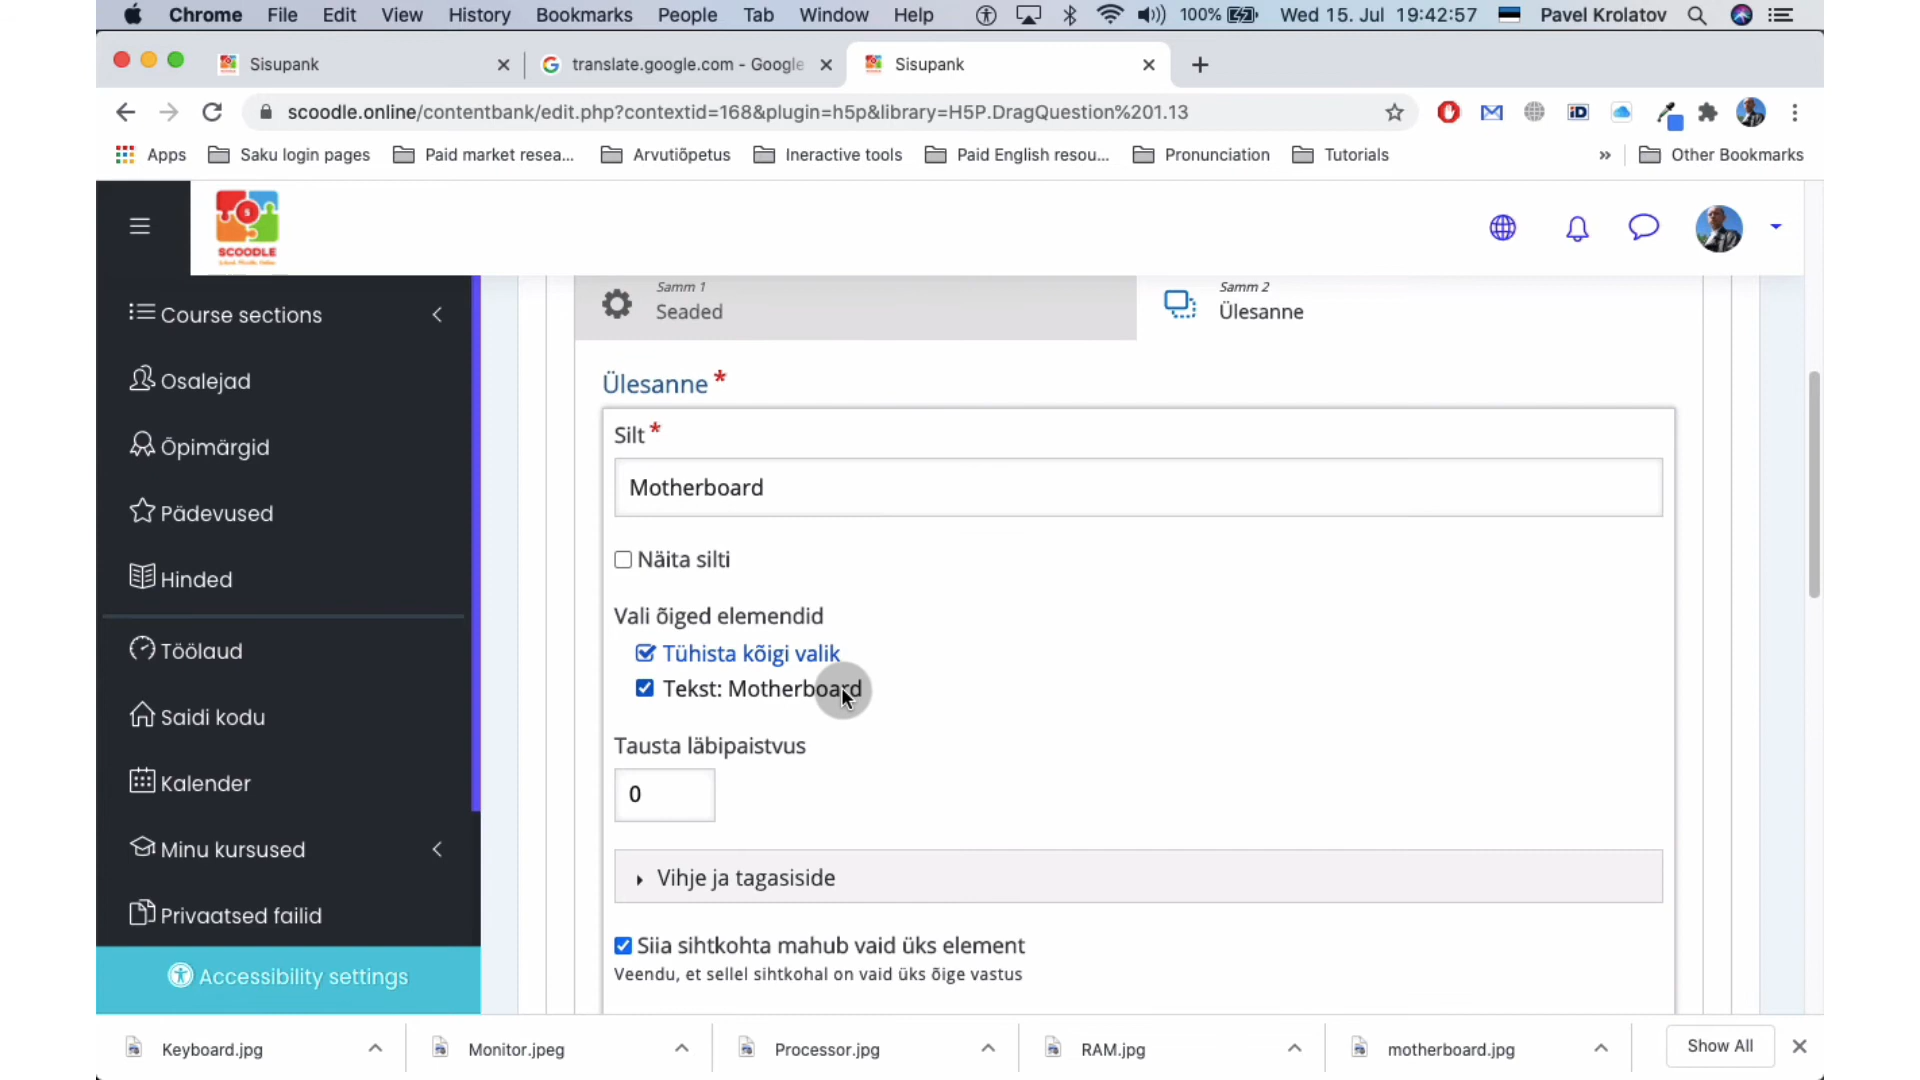 Chrome File Edit View History Bookmarks People Tab Window Help 100% Wed 15. Jul 19:42:57 Pavel Krolatov
Sisupank translate.google.com - Google Sisupank
scoodle.online/contentbank/edit.php?contextid=168&plugin=h5p&library=H5P.DragQuestion%201.13
Apps Saku login pages Paid market resea... Arvutiõpetus Ineractive tools Paid English resou... Pronunciation Tutorials » Other Bookmarks
SCOODLE
Course sections
Osalejad
Õpimärgid
Pädevused
Hinded
Töölaud
Saidi kodu
Kalender
Minu kursused
Privaatsed failid
Accessibility settings
Samm 1
Seaded
Samm 2
Ülesanne
Ülesanne *
Silt *
Motherboard
Näita silti
Vali õiged elemendid
Tühista kõigi valik
Tekst: Motherboard
Tausta läbipaistvus
0
Vihje ja tagasiside
Siia sihtkohta mahub vaid üks element
Veendu, et sellel sihtkohal on vaid üks õige vastus
Keyboard.jpg Monitor.jpeg Processor.jpg RAM.jpg motherboard.jpg Show All